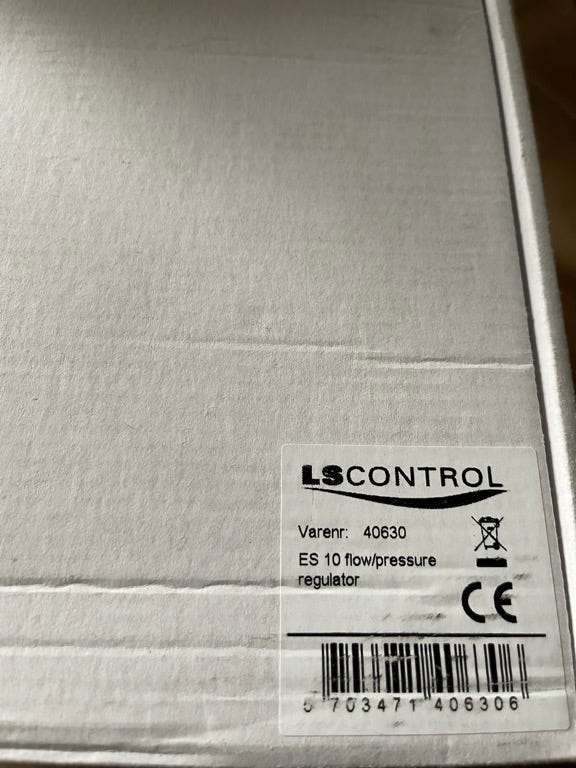 LSCONTROL
Varenr: 40630
ES 10 flow/pressure
regulator
CE
5 703471 406306